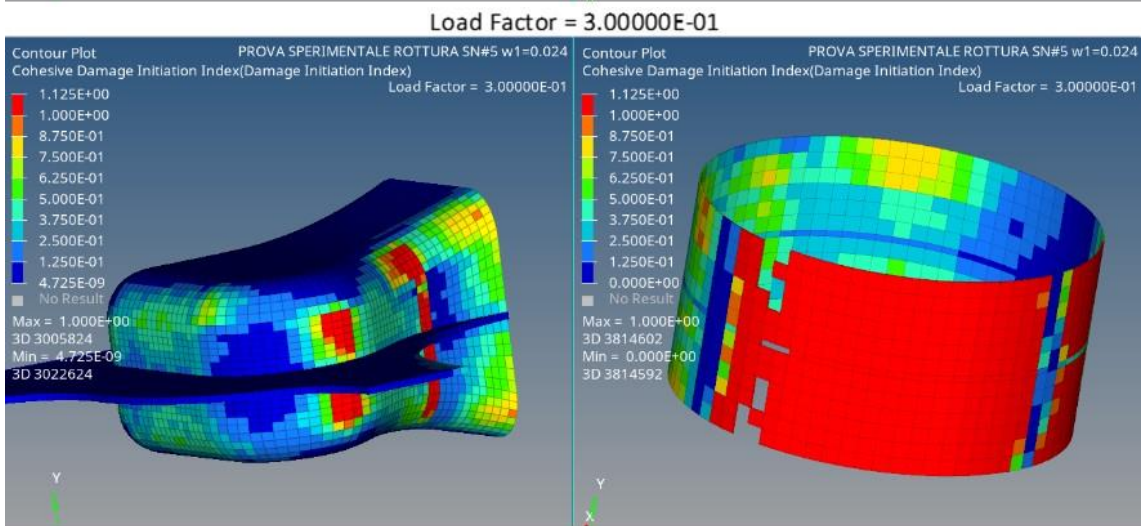 Load Factor = 3.00000E-01
Contour Plot
PROVA SPERIMENTALE ROTTURA SN#5 w1=0.024
Cohesive Damage Initiation Index(Damage Initiation Index)
Load Factor = 3.00000E-01
1.125E+00
1.000E+00
8.750E-01
7.500E-01
6.250E-01
5.000E-01
3.750E-01
2.500E-01
1.250E-01
4.725E-09
No Result
Max = 1.000E+00
3D 3005824
Min = 4.725E-09
3D 3022624
Y
Contour Plot
PROVA SPERIMENTALE ROTTURA SN#5 w1=0.024
Cohesive Damage Initiation Index(Damage Initiation Index)
Load Factor = 3.00000E-01
1.125E+00
1.000E+00
8.750E-01
7.500E-01
6.250E-01
5.000E-01
3.750E-01
2.500E-01
1.250E-01
0.000E+00
No Result
Max = 1.000E+00
3D 3814602
Min = 0.000E+00
3D 3814592
Y
X